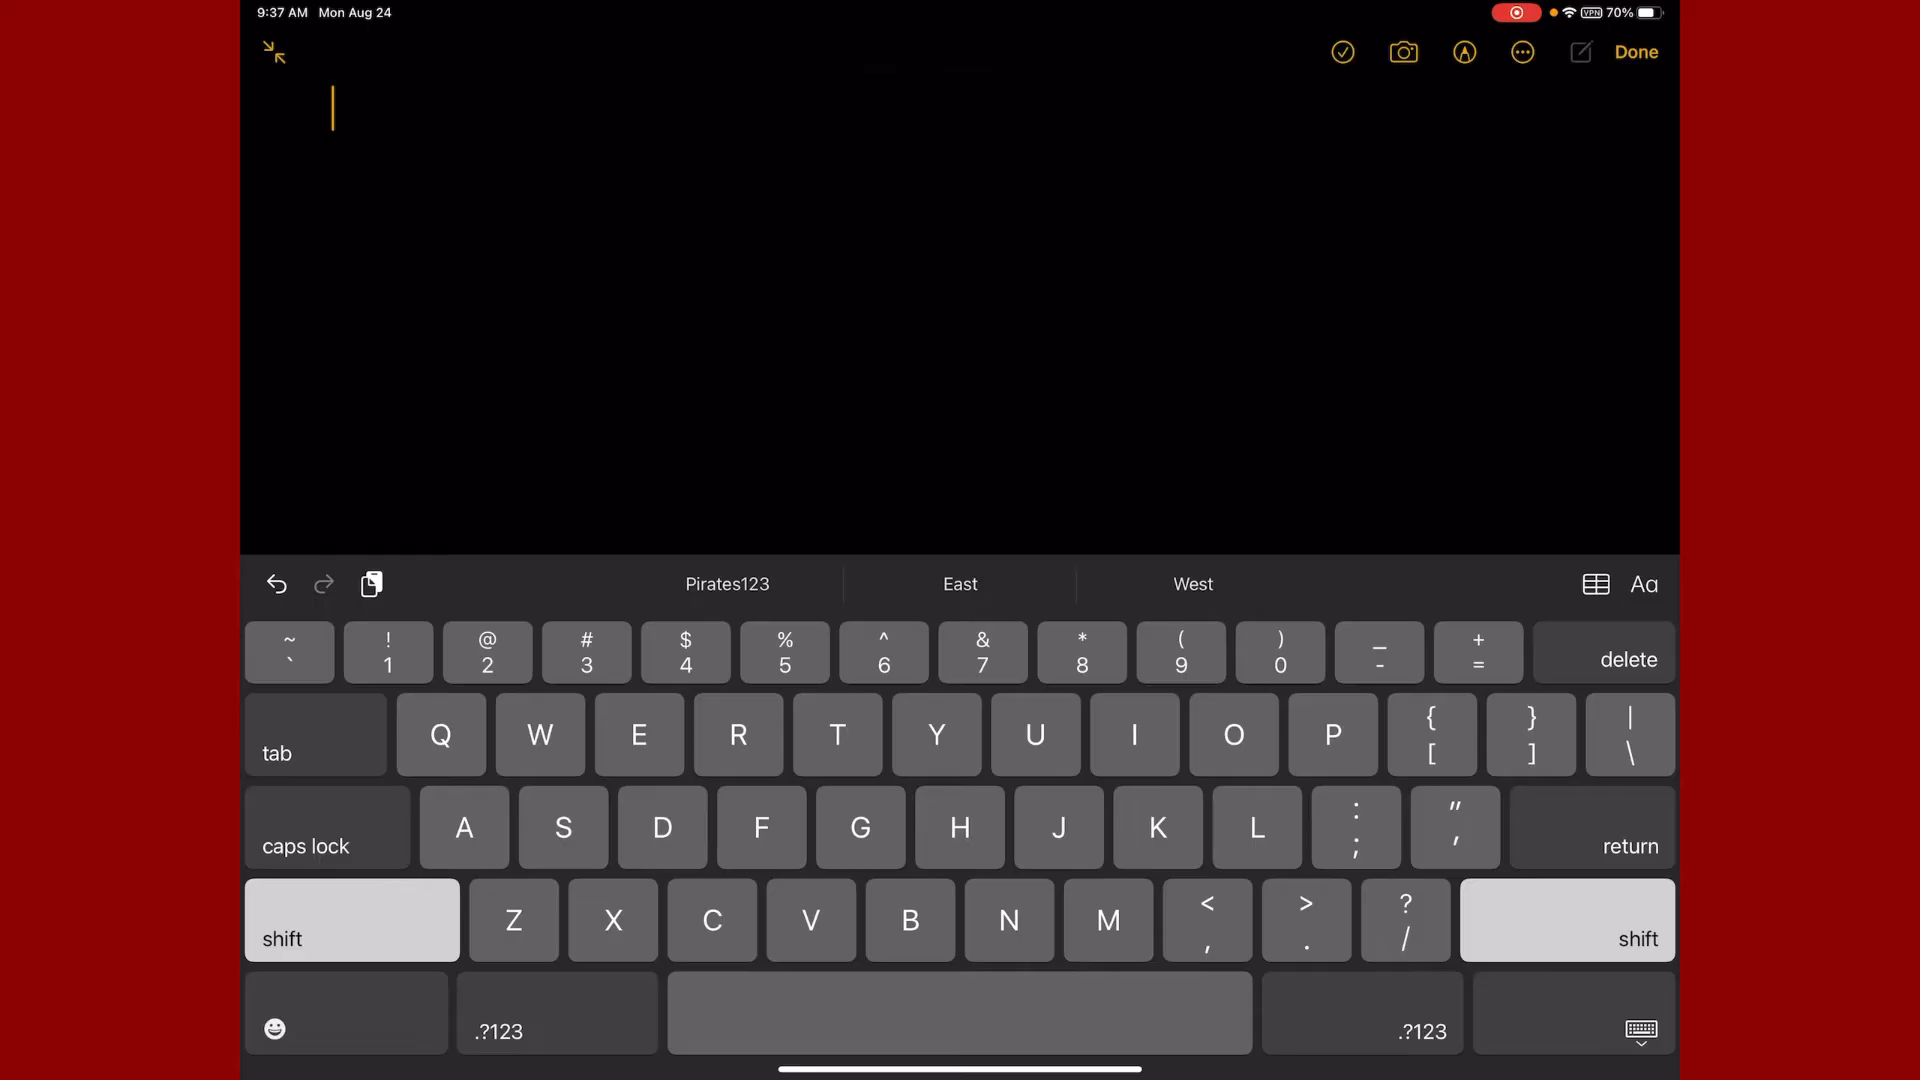 9:37 AM Mon Aug 24
VPN 70%
Done
Pirates123 East West
Aa
~ ! @ # $ % ^ & * ( ) _ +
` 1 2 3 4 5 6 7 8 9 0 - = delete
tab Q W E R T Y U I O P { } |
[ ] \
caps lock A S D F G H J K L : "
; ' return
shift Z X C V B N M < > ?
, . / shift
.?123 .?123